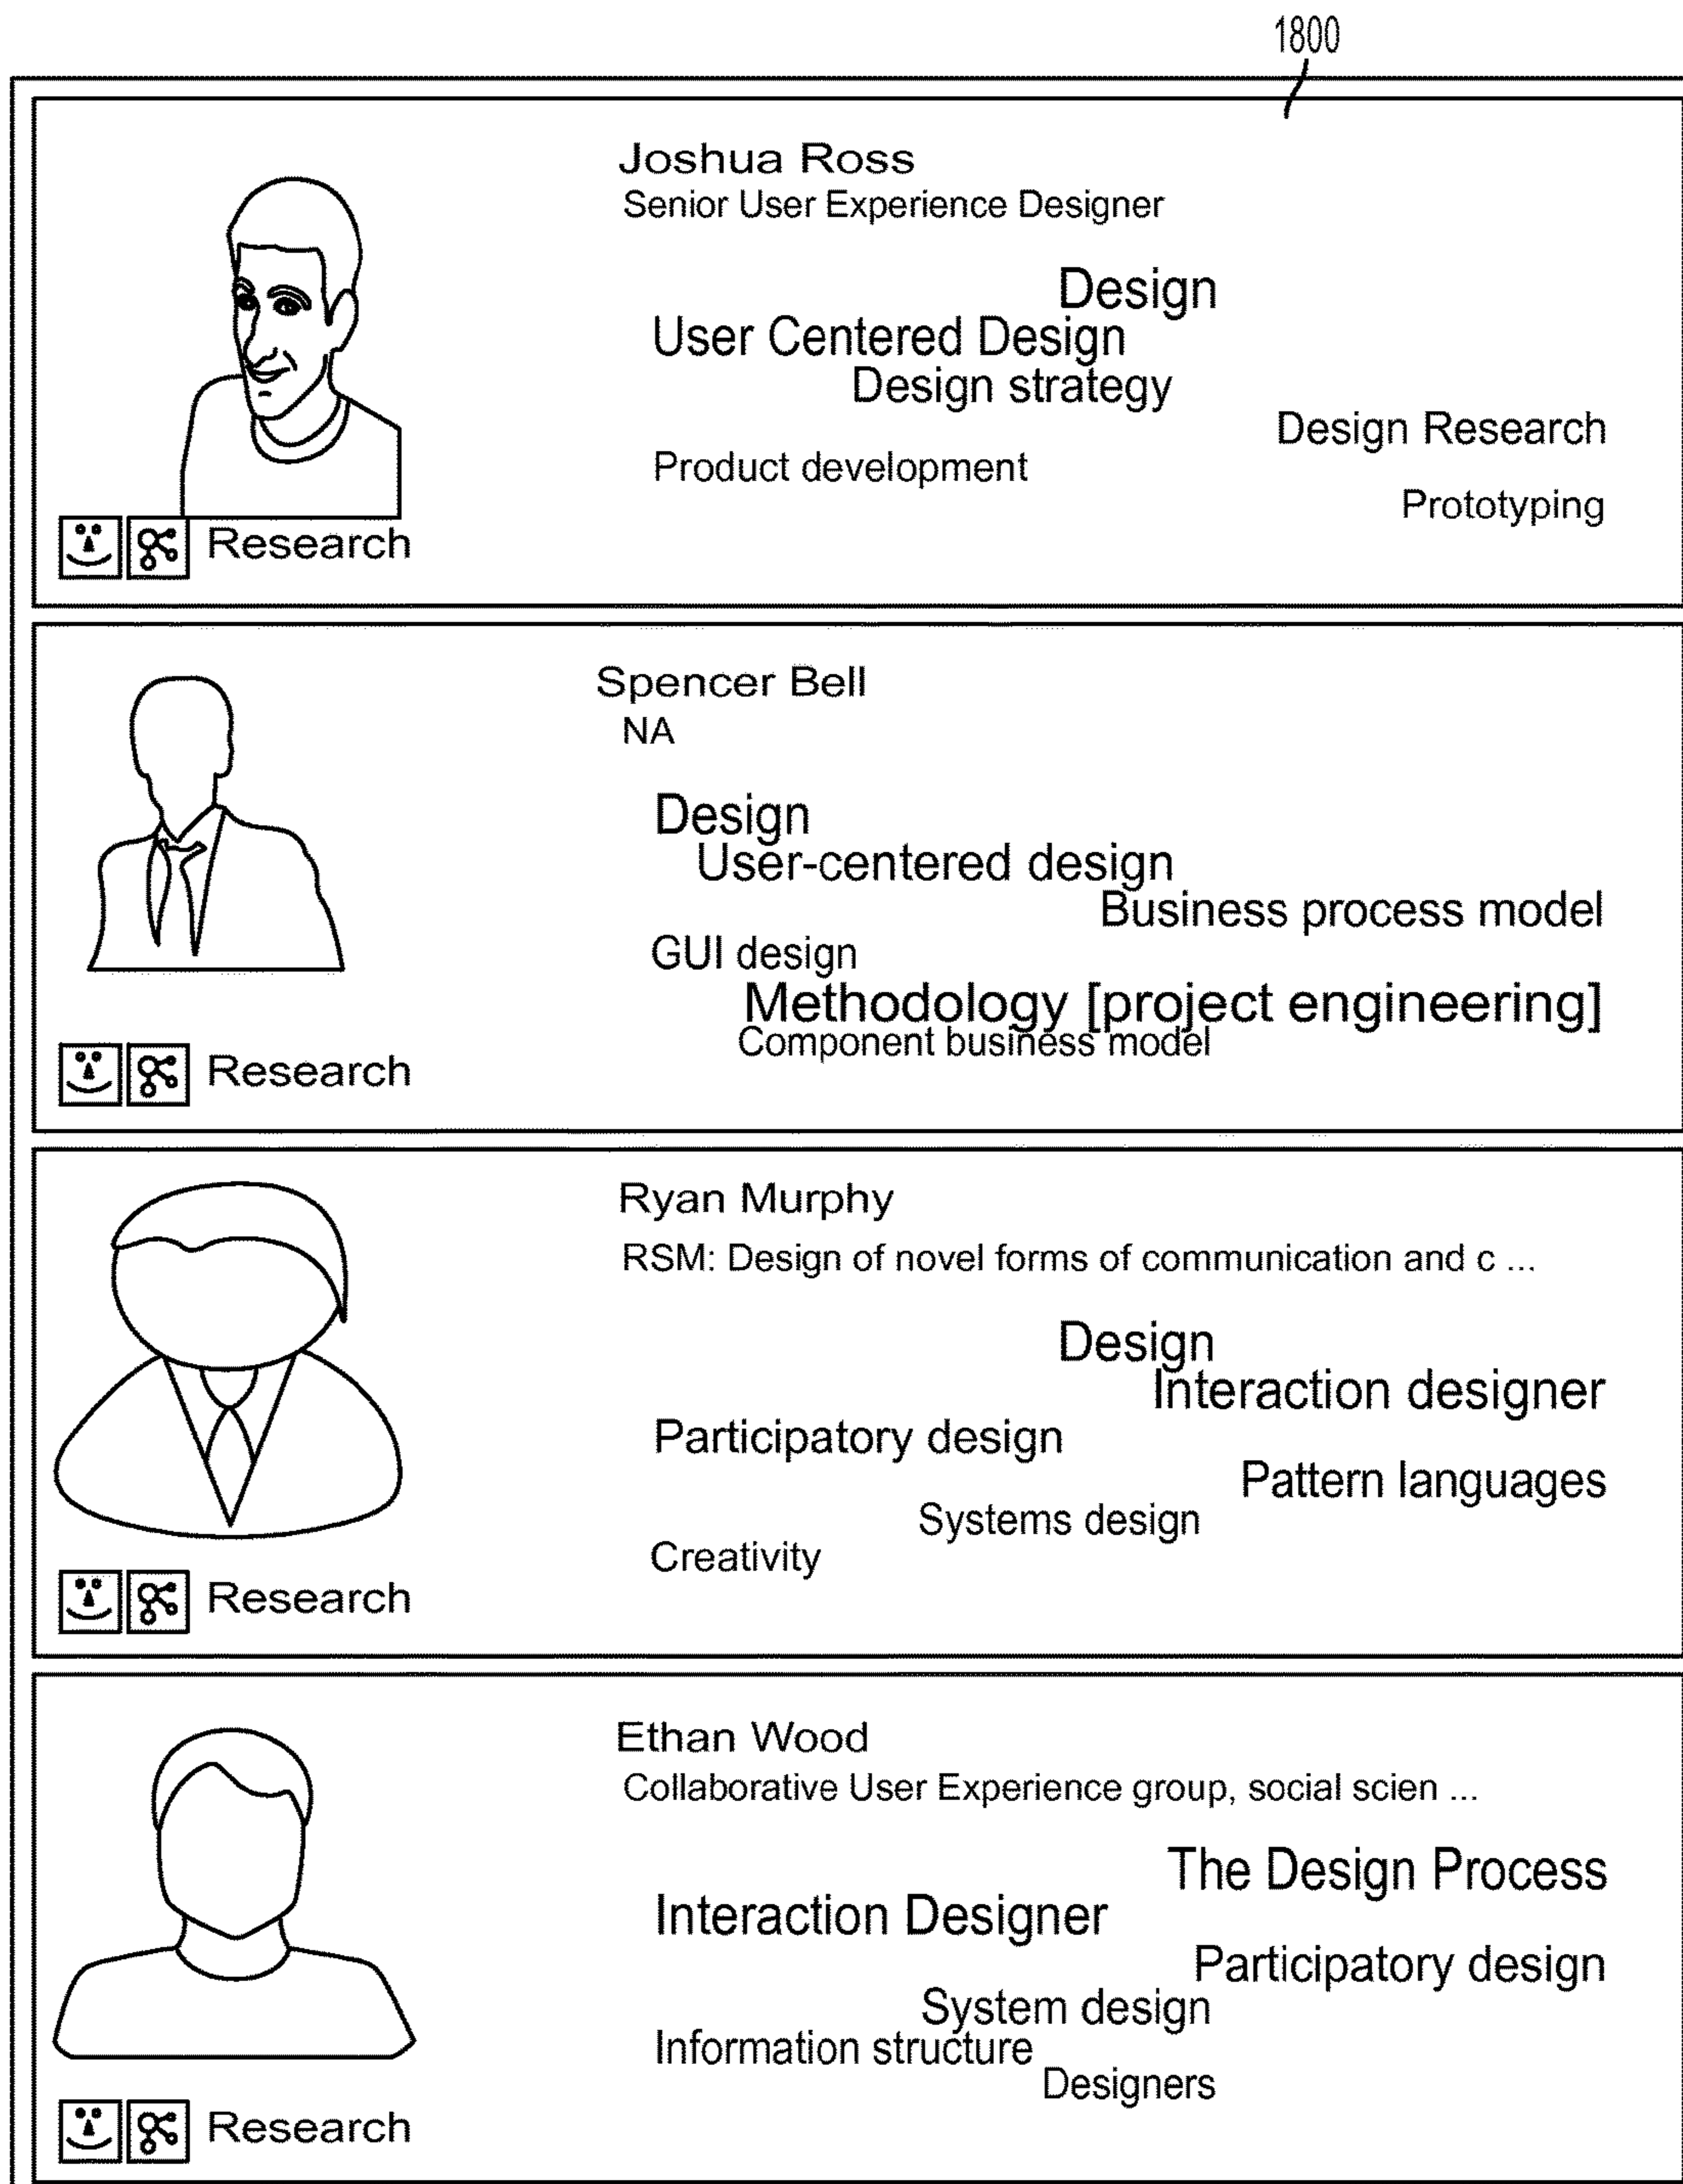 1800
Joshua Ross
Senior User Experience Designer
Design
User Centered Design
Design strategy
Design Research
Product development
Prototyping
Research
Spencer Bell
NA
Design
User-centered design
Business process model
GUI design
Methodology [project engineering]
Component business model
Research
Ryan Murphy
RSM: Design of novel forms of communication and c ...
Design
Interaction designer
Participatory design
Pattern languages
Systems design
Creativity
Research
Ethan Wood
Collaborative User Experience group, social scien ...
The Design Process
Interaction Designer
Participatory design
System design
Information structure
Designers
Research